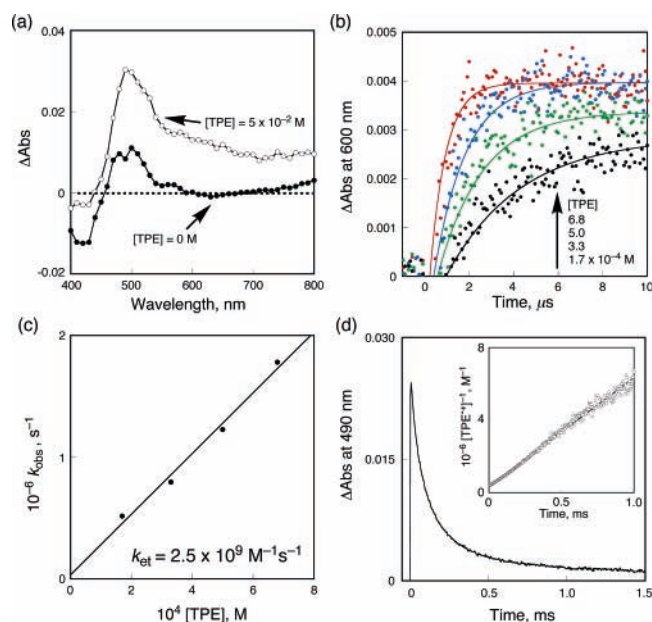 (a)
0.04
0.02
0
-0.02
ΔAbs
[TPE] = 5 x 10⁻² M
[TPE] = 0 M
400 500 600 700 800
Wavelength, nm
(b)
0.005
0.004
0.003
0.002
0.001
0
ΔAbs at 600 nm
[TPE]
6.8
5.0
3.3
1.7 x 10⁻⁴ M
0 2 4 6 8 10
Time, μs
(c)
2
1
0
10⁻⁶ k_obs, s⁻¹
k_et = 2.5 x 10⁹ M⁻¹s⁻¹
0 2 4 6 8
10⁴ [TPE], M
(d)
0.030
0.015
0
ΔAbs at 490 nm
8
4
0
10⁻⁶ [TPE•⁺]⁻¹, M⁻¹
0 0.5 1.0
Time, ms
0 0.5 1.0 1.5
Time, ms